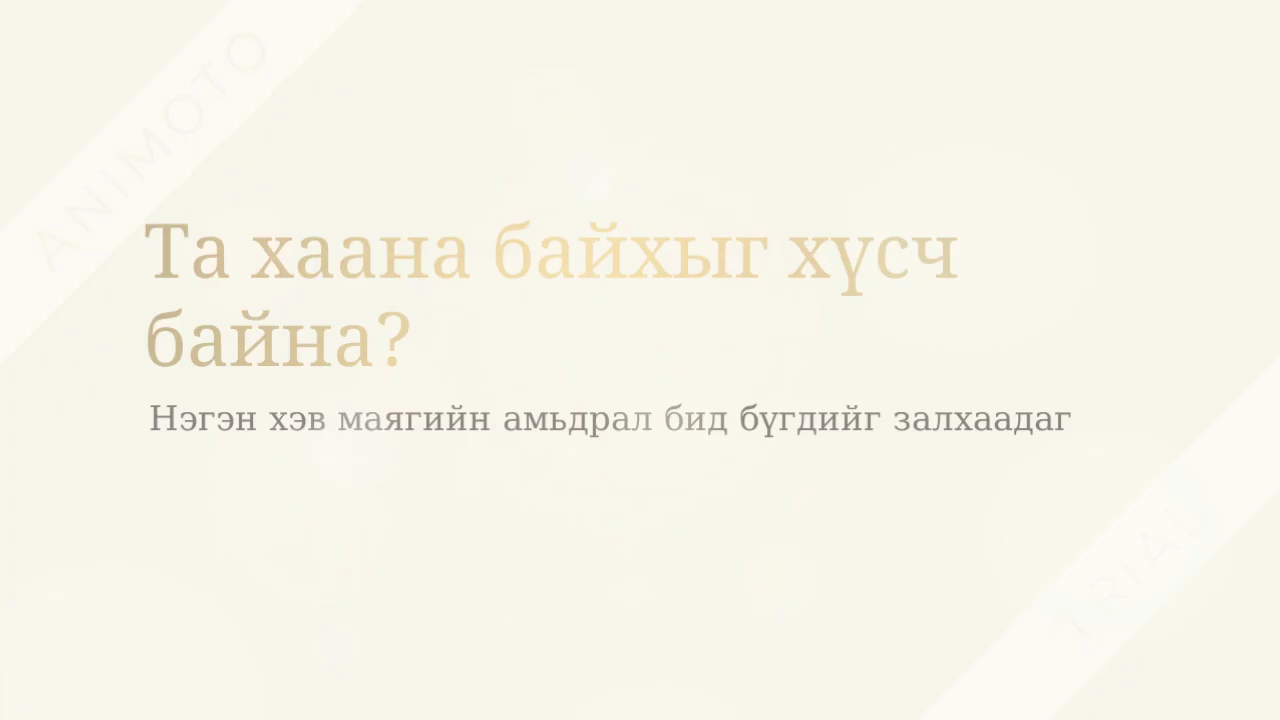 ANIMOTO
Та хаана байхыг хүсч
байна?
Нэгэн хэв маягийн амьдрал бид бүгдийг залхаадаг
TRIAL